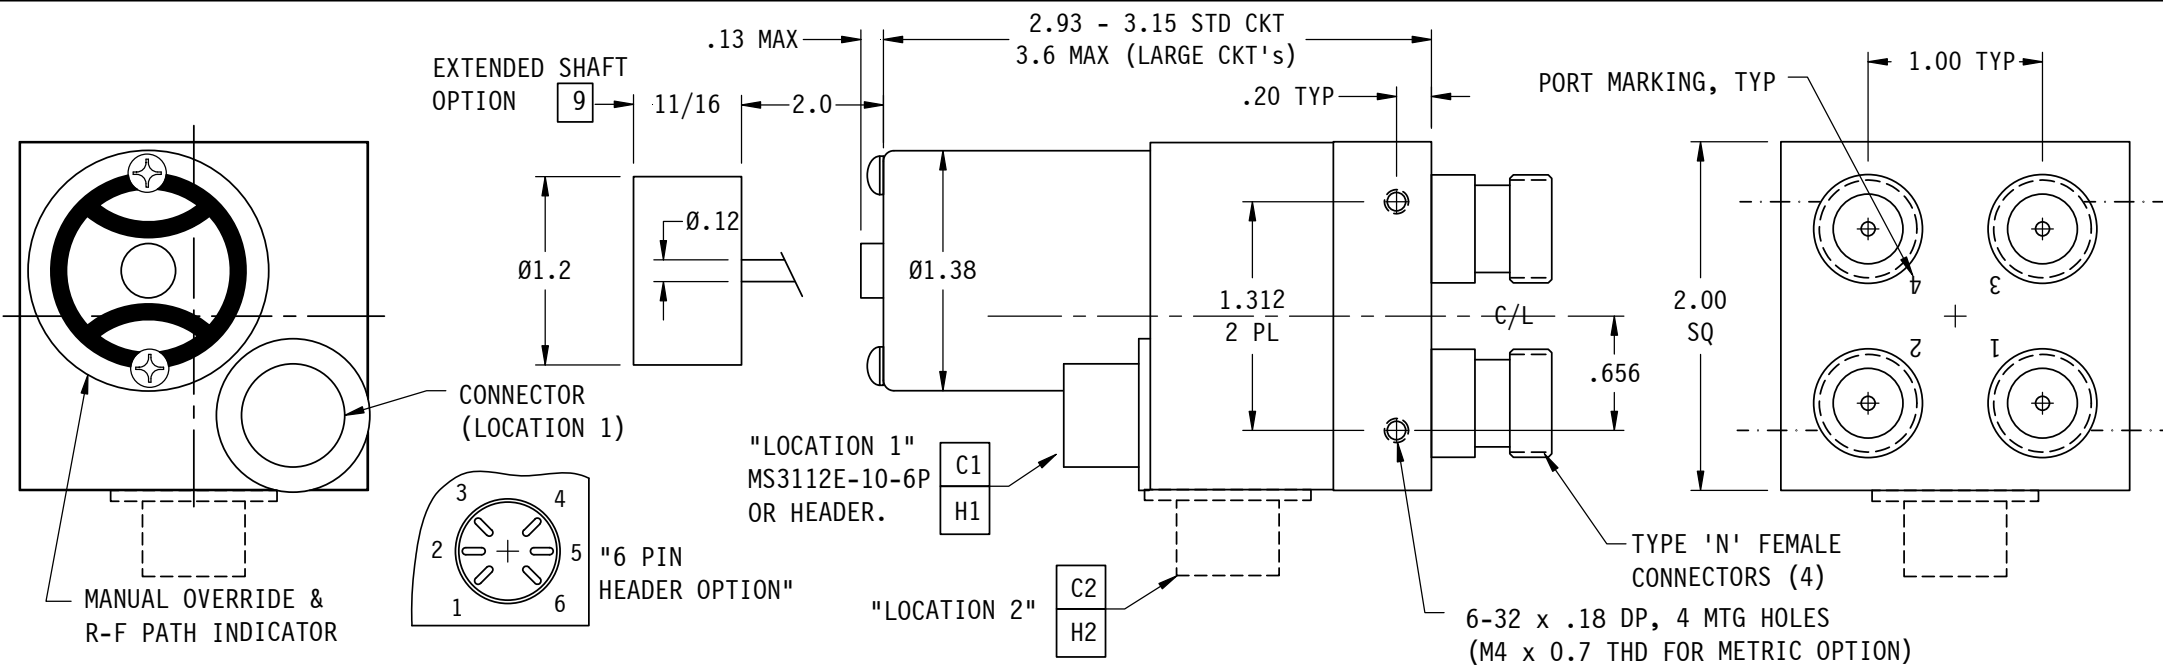 2.93 - 3.15 STD CKT
3.6 MAX (LARGE CKT's)
.13 MAX
EXTENDED SHAFT
OPTION 9
11/16
2.0
.20 TYP
PORT MARKING, TYP
1.00 TYP
Ø.12
Ø1.2
Ø1.38
1.312
2 PL
C/L
.656
2.00
SQ
4 3
2 1
CONNECTOR
(LOCATION 1)
"LOCATION 1"
MS3112E-10-6P
OR HEADER.
C1
H1
3 4
2 5
1 6
"6 PIN
HEADER OPTION"
MANUAL OVERRIDE &
R-F PATH INDICATOR
"LOCATION 2"
C2
H2
TYPE 'N' FEMALE
CONNECTORS (4)
6-32 x .18 DP, 4 MTG HOLES
(M4 x 0.7 THD FOR METRIC OPTION)